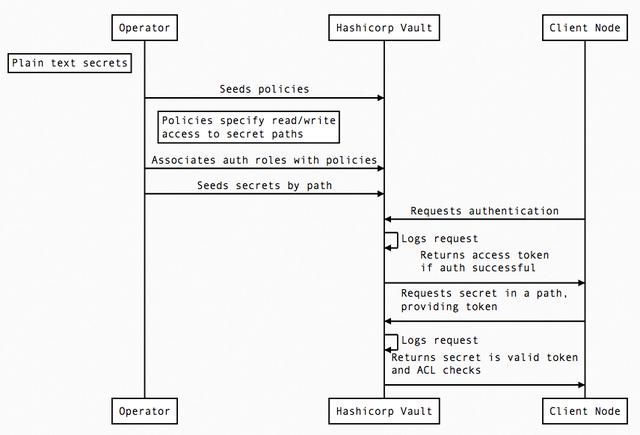 Operator
Hashicorp Vault
Client Node
Plain text secrets
Seeds policies
Policies specify read/write
access to secret paths
Associates auth roles with policies
Seeds secrets by path
Requests authentication
Logs request
Returns access token
if auth successful
Requests secret in a path,
providing token
Logs request
Returns secret is valid token
and ACL checks
Operator
Hashicorp Vault
Client Node